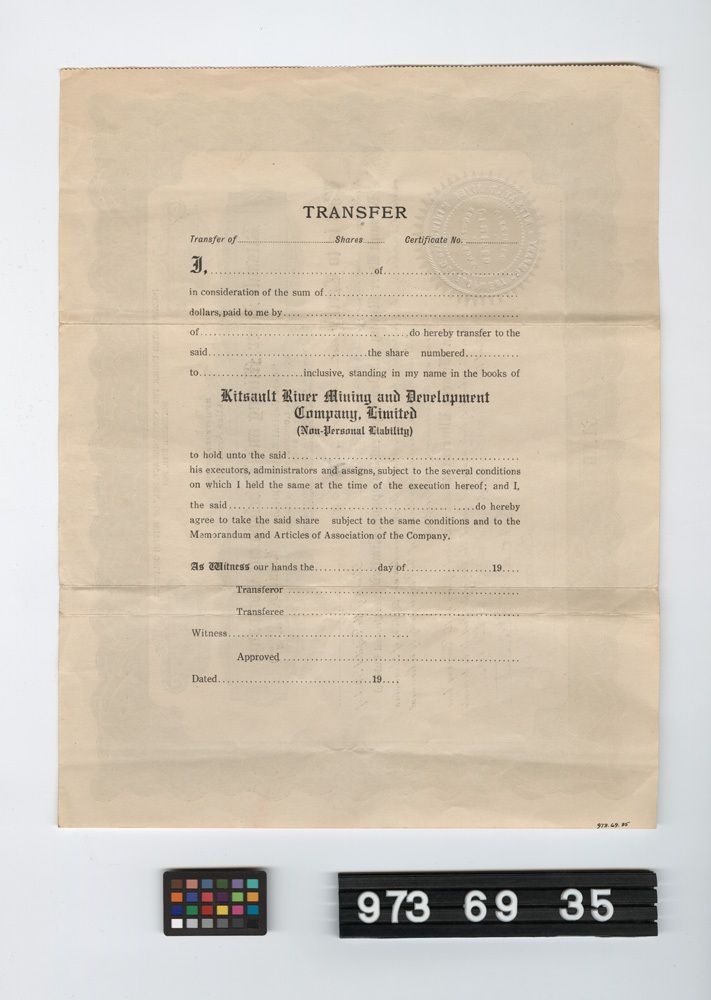 TRANSFER
Transfer of.......................... Shares........ Certificate No. ..................
I, .....................................of..............................
in consideration of the sum of............................................
dollars, paid to me by.... ................................................
of........................................... ......do hereby transfer to the
said.....................................the share numbered............
to........................inclusive, standing in my name in the books of
Kitsault River Mining and Development
Company, Limited
(Non-Personal Liability)
to hold unto the said..... ................................................
his executors, administrators and assigns, subject to the several conditions
on which I held the same at the time of the execution hereof; and I,
the said.................................................. .....do hereby
agree to take the said share subject to the same conditions and to the
Memorandum and Articles of Association of the Company.
As Witness our hands the...............day of....................19....
Transferor .....................................................
Transferee .....................................................
Witness..................................... ....
Approved ......................................................
Dated...................................19....
973.69.35
973 69 35